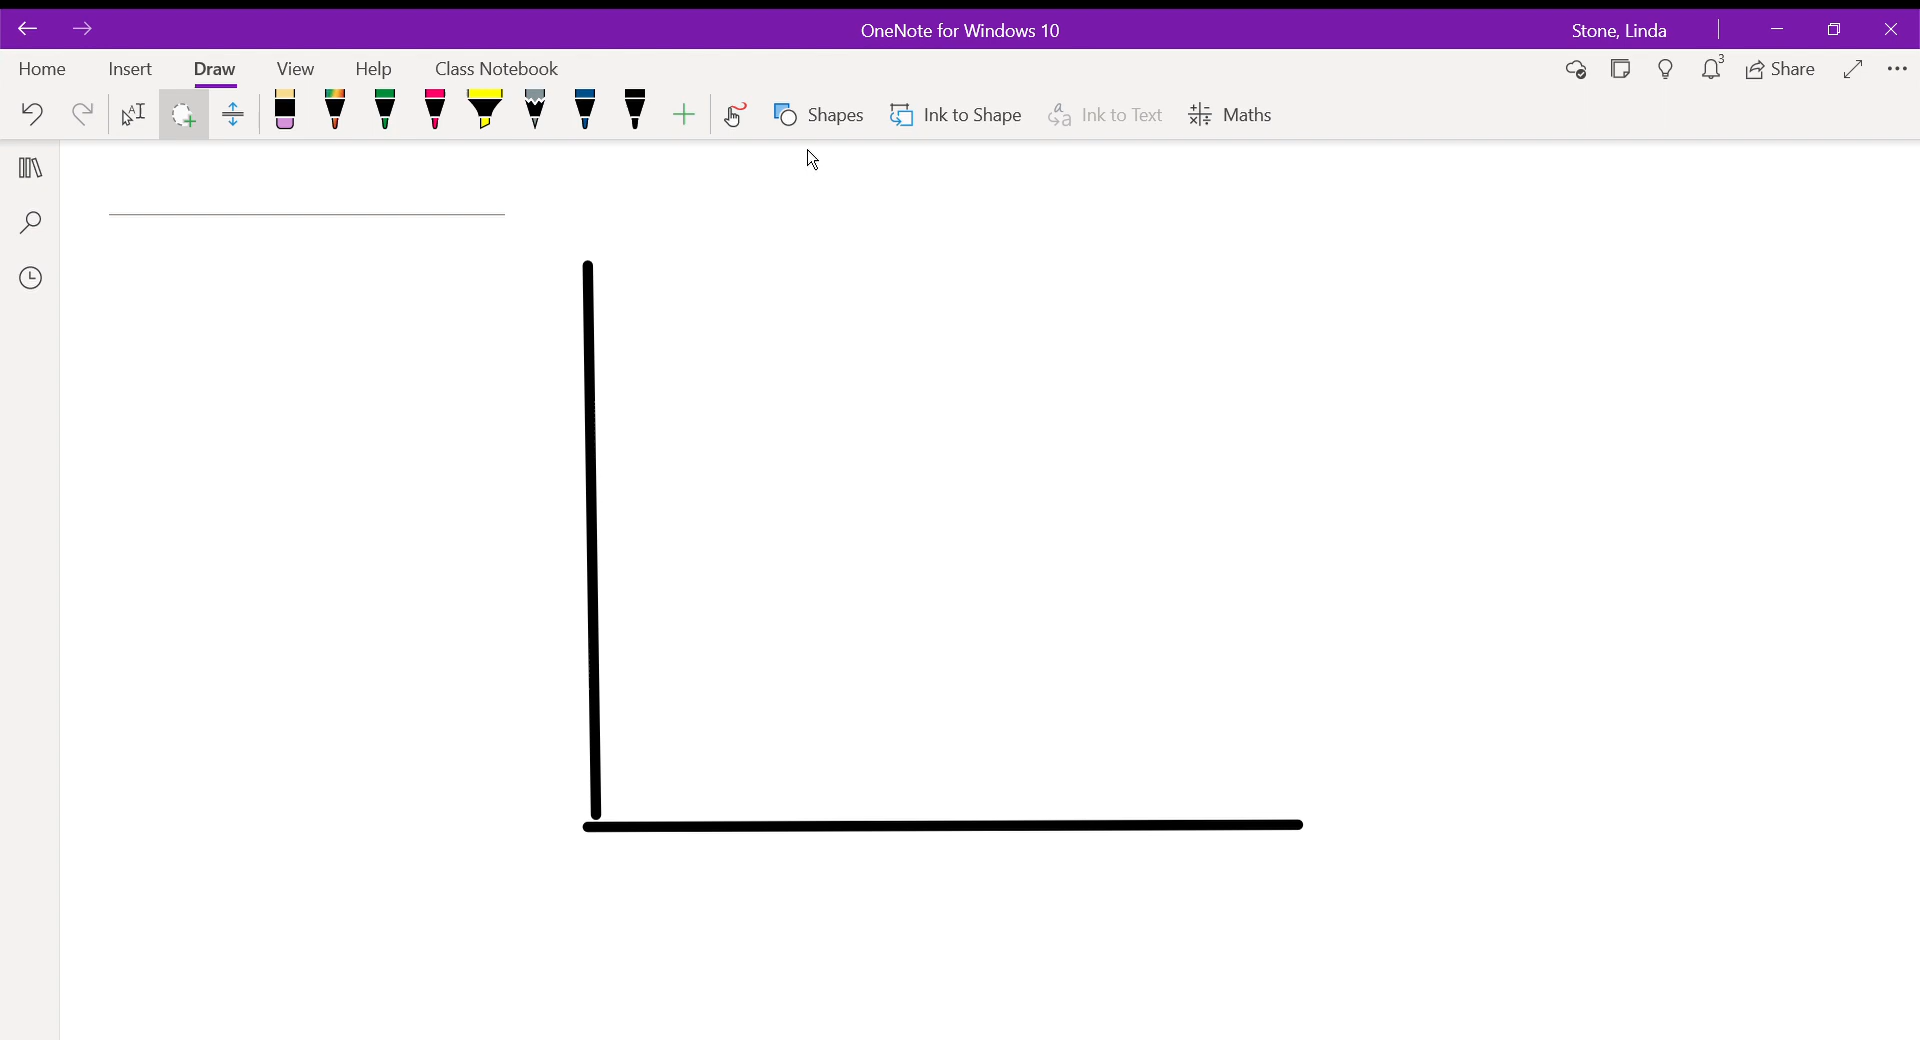 OneNote for Windows 10
Stone, Linda
Home Insert Draw View Help Class Notebook
3
Share
Shapes Ink to Shape Ink to Text Maths